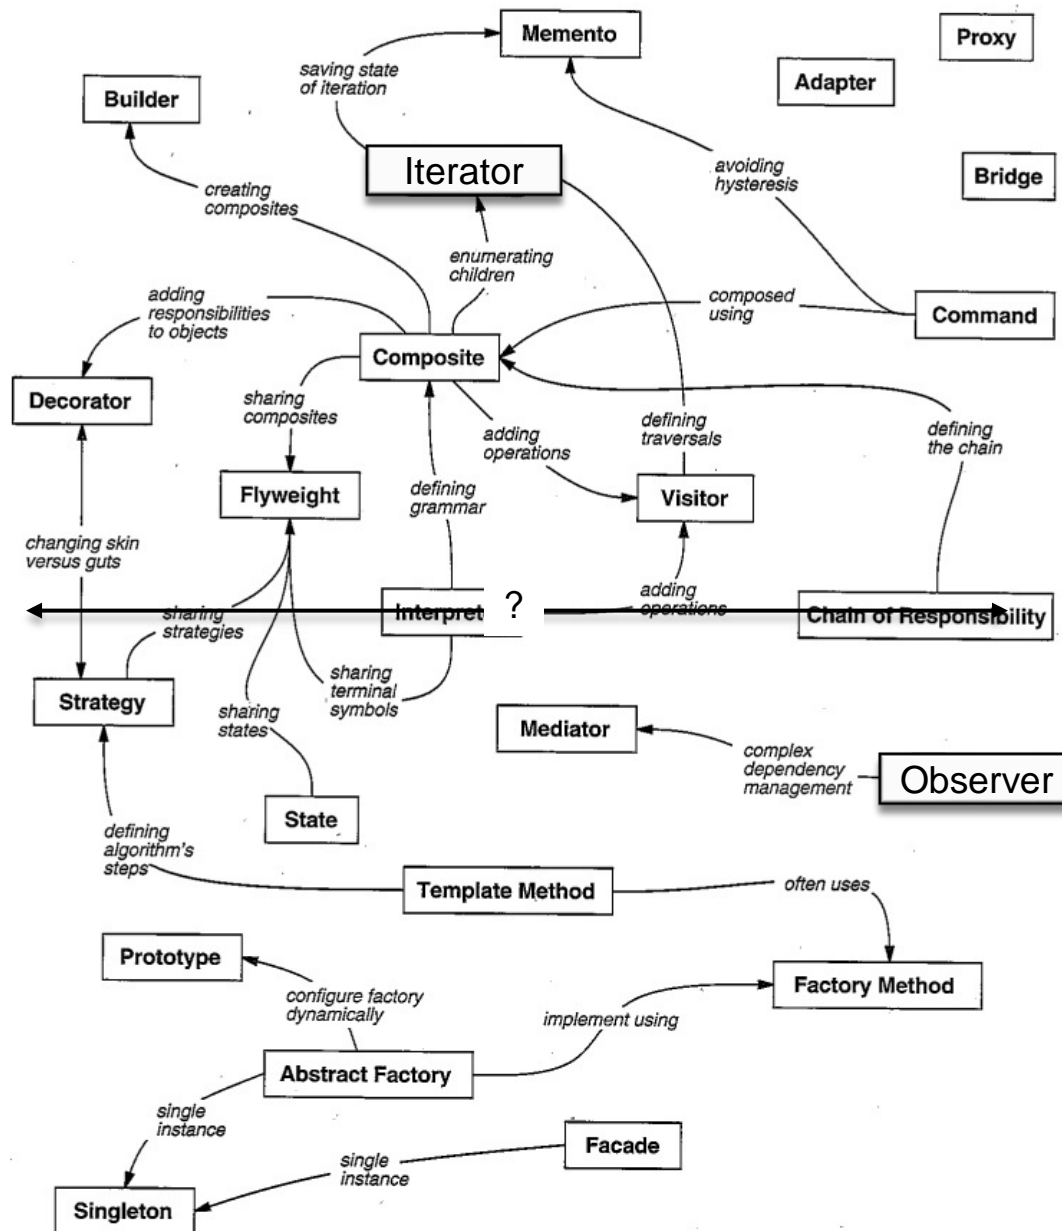 Memento
Proxy
saving state
of iteration
Adapter
Builder
Iterator
avoiding
hysteresis
Bridge
creating
composites
enumerating
children
adding
responsibilities
to objects
composed
using
Command
Composite
Decorator
sharing
composites
adding
operations
defining
traversals
defining
the chain
Flyweight
defining
grammar
Visitor
changing skin
versus guts
adding
operations
sharing
strategies
Interpret
?
Chain of Responsibility
sharing
terminal
symbols
Strategy
sharing
states
Mediator
complex
dependency
management
Observer
State
defining
algorithm's
steps
Template Method
often uses
Prototype
Factory Method
configure factory
dynamically
implement using
Abstract Factory
single
instance
Facade
single
instance
Singleton